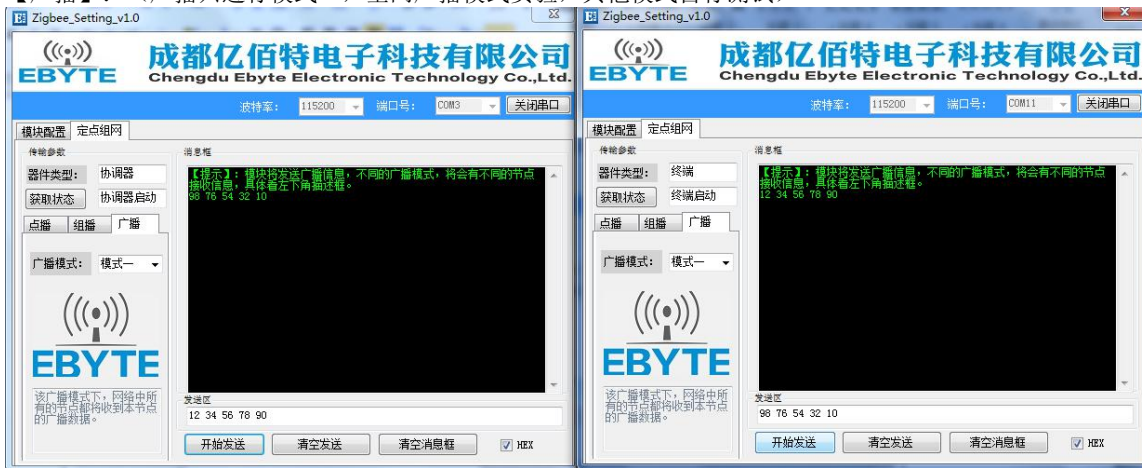 Zigbee_Setting_v1.0
EBYTE
成都亿佰特电子科技有限公司
Chengdu Ebyte Electronic Technology Co.,Ltd.
波特率: 115200 端口号: COM3 关闭串口
模块配置 定点组网
传输参数
器件类型: 协调器
获取状态 协调器启动
点播 组播 广播
广播模式: 模式一
EBYTE
该广播模式下，网络中所
有的节点都将收到本节点
的广播数据。
消息框
【提示】：模块将发送广播信息，不同的广播模式，将会有不同的节点
接收信息，具体看左下角描述框。
98 76 54 32 10
发送区
12 34 56 78 90
开始发送 清空发送 清空消息框 HEX
Zigbee_Setting_v1.0
EBYTE
成都亿佰特电子科技有限公司
Chengdu Ebyte Electronic Technology Co.,Ltd.
波特率: 115200 端口号: COM11 关闭串口
模块配置 定点组网
传输参数
器件类型: 终端
获取状态 终端启动
点播 组播 广播
广播模式: 模式一
EBYTE
该广播模式下，网络中所
有的节点都将收到本节点
的广播数据。
消息框
【提示】：模块将发送广播信息，不同的广播模式，将会有不同的节点
接收信息，具体看左下角描述框。
12 34 56 78 90
发送区
98 76 54 32 10
开始发送 清空发送 清空消息框 HEX